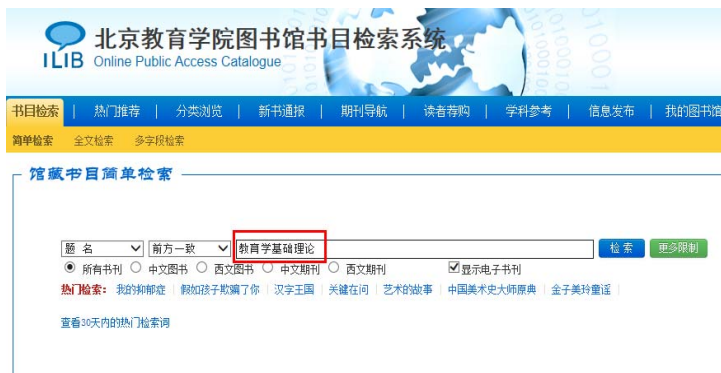 北京教育学院图书馆书目检索系统
ILIB Online Public Access Catalogue
书目检索 | 热门推荐 | 分类浏览 | 新书通报 | 期刊导航 | 读者荐购 | 学科参考 | 信息发布 | 我的图书馆
简单检索 全文检索 多字段检索
馆藏书目简单检索
题 名 前方一致 教育学基础理论 检 索 更多限制
所有书刊 中文图书 西文图书 中文期刊 西文期刊 显示电子书刊
热门检索: 我的抑郁症 | 假如孩子欺骗了你 | 汉字王国 | 关键在问 | 艺术的故事 | 中国美术史大师原典 | 金子美玲童谣 |
查看30天内的热门检索词